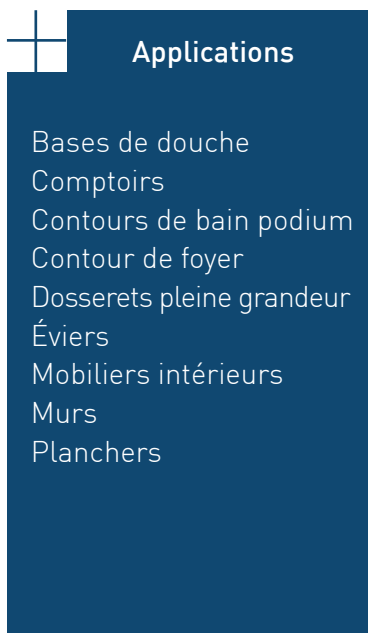 Applications
Bases de douche
Comptoirs
Contours de bain podium
Contour de foyer
Dosserets pleine grandeur
Éviers
Mobiliers intérieurs
Murs
Planchers